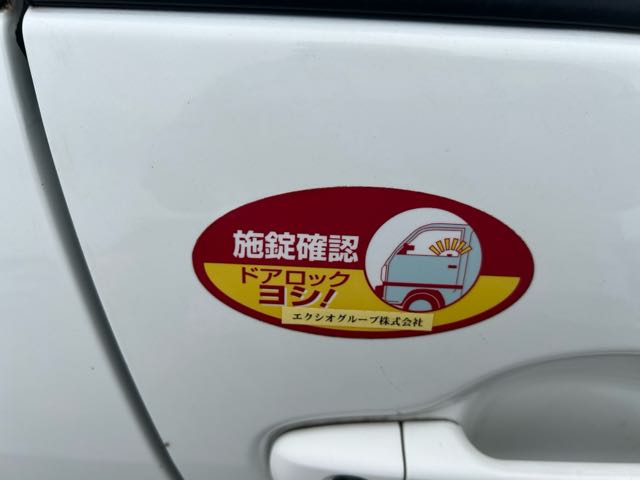 施錠確認
ドアロック
ヨシ!
エクシオグループ株式会社